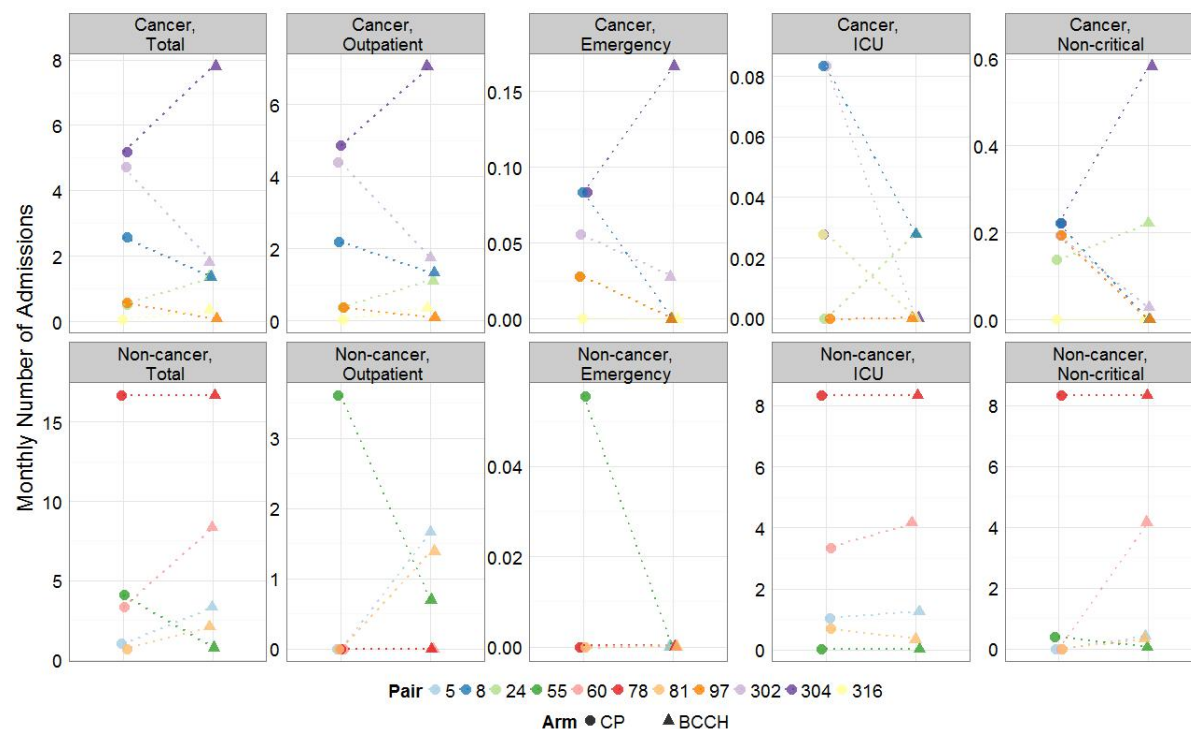 Monthly Number of Admissions
Cancer,
Total
Cancer,
Outpatient
Cancer,
Emergency
Cancer,
ICU
Cancer,
Non-critical
8
6
4
2
0
6
4
2
0
0.15
0.10
0.05
0.00
0.08
0.06
0.04
0.02
0.00
0.6
0.4
0.2
0.0
Non-cancer,
Total
Non-cancer,
Outpatient
Non-cancer,
Emergency
Non-cancer,
ICU
Non-cancer,
Non-critical
15
10
5
0
3
2
1
0
0.04
0.02
0.00
8
6
4
2
0
8
6
4
2
0
Pair 5 8 24 55 60 78 81 97 302 304 316
Arm CP BCCH